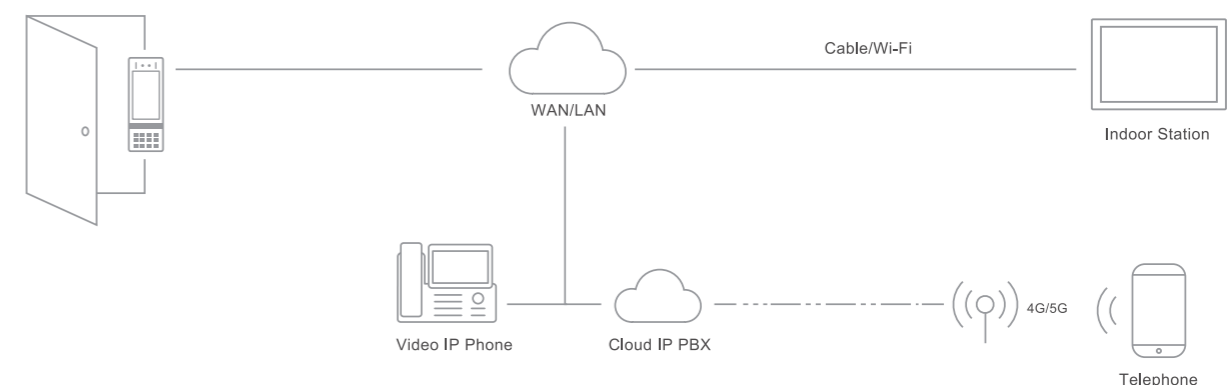 Cable/Wi-Fi
WAN/LAN
Indoor Station
4G/5G
Video IP Phone
Cloud IP PBX
Telephone